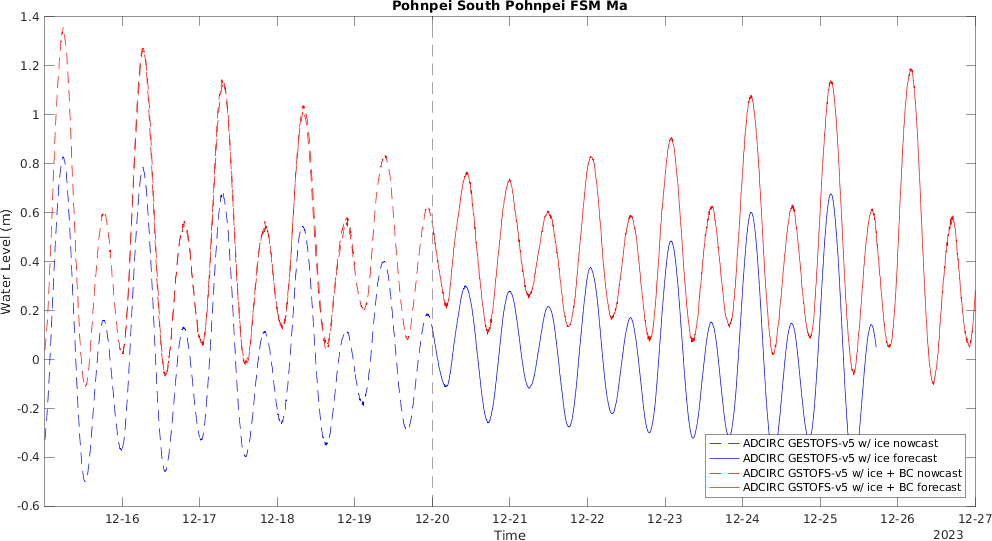 Pohnpei South Pohnpei FSM Ma
1.4
1.2
1
0.8
0.6
0.4
0.2
0
-0.2
-0.4
-0.6
Water Level (m)
ADCIRC GESTOFS-v5 w/ ice nowcast
ADCIRC GESTOFS-v5 w/ ice forecast
ADCIRC GSTOFS-v5 w/ ice + BC nowcast
ADCIRC GSTOFS-v5 w/ ice + BC forecast
12-16 12-17 12-18 12-19 12-20 12-21 12-22 12-23 12-24 12-25 12-26 12-27
Time
2023